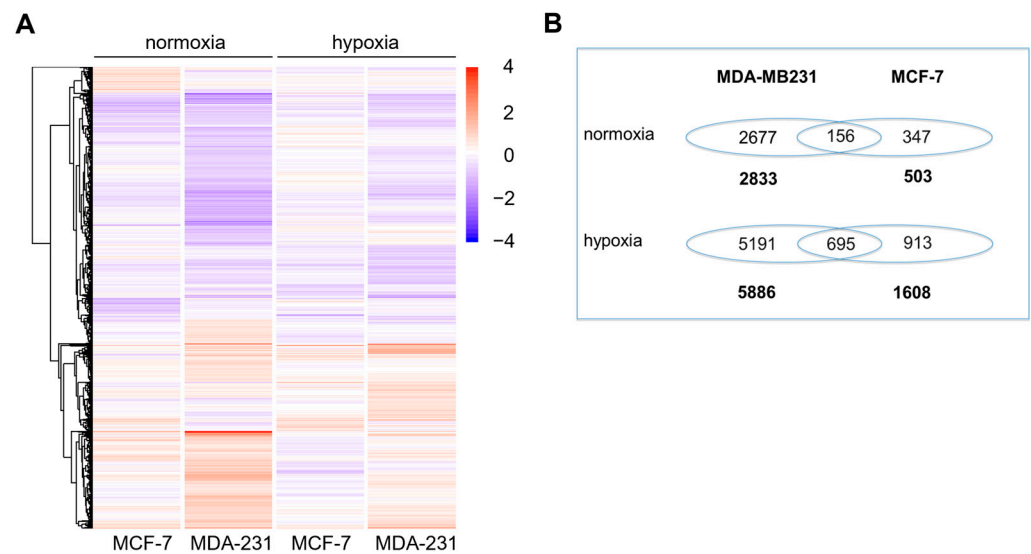 A
normoxia hypoxia
4
2
0
−2
−4
MCF-7 MDA-231 MCF-7 MDA-231
B
MDA-MB231 MCF-7
normoxia 2677 156 347
2833 503
hypoxia 5191 695 913
5886 1608